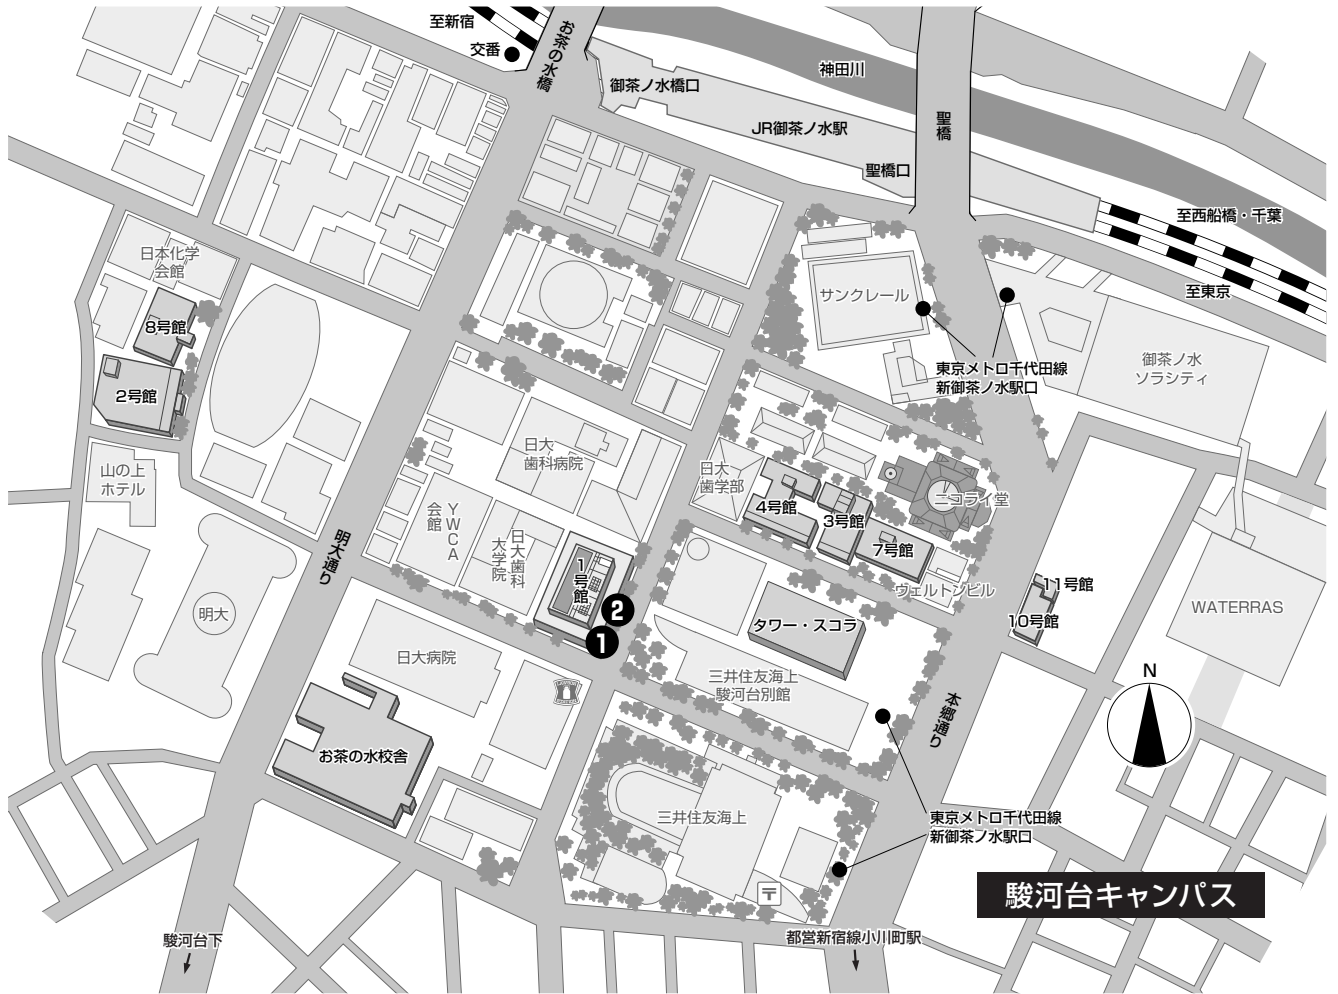 至新宿
交番
お茶の水橋
御茶ノ水橋口
神田川
JR御茶ノ水駅
聖橋
聖橋口
至西船橋・千葉
至東京
日本化学
会館
8号館
2号館
サンクレール
東京メトロ千代田線
新御茶ノ水駅口
御茶ノ水
ソラシティ
山の上
ホテル
日大
歯科病院
日大
歯学部
4号館
3号館
7号館
ニコライ堂
YWCA
会館
日大歯科
大学院
1号館
明大通り
ヴェルトンビル
11号館
10号館
WATERRAS
明大
2
1
タワー・スコラ
日大病院
三井住友海上
駿河台別館
N
本郷通り
お茶の水校舎
三井住友海上
東京メトロ千代田線
新御茶ノ水駅口
〒
駿河台キャンパス
駿河台下
都営新宿線小川町駅